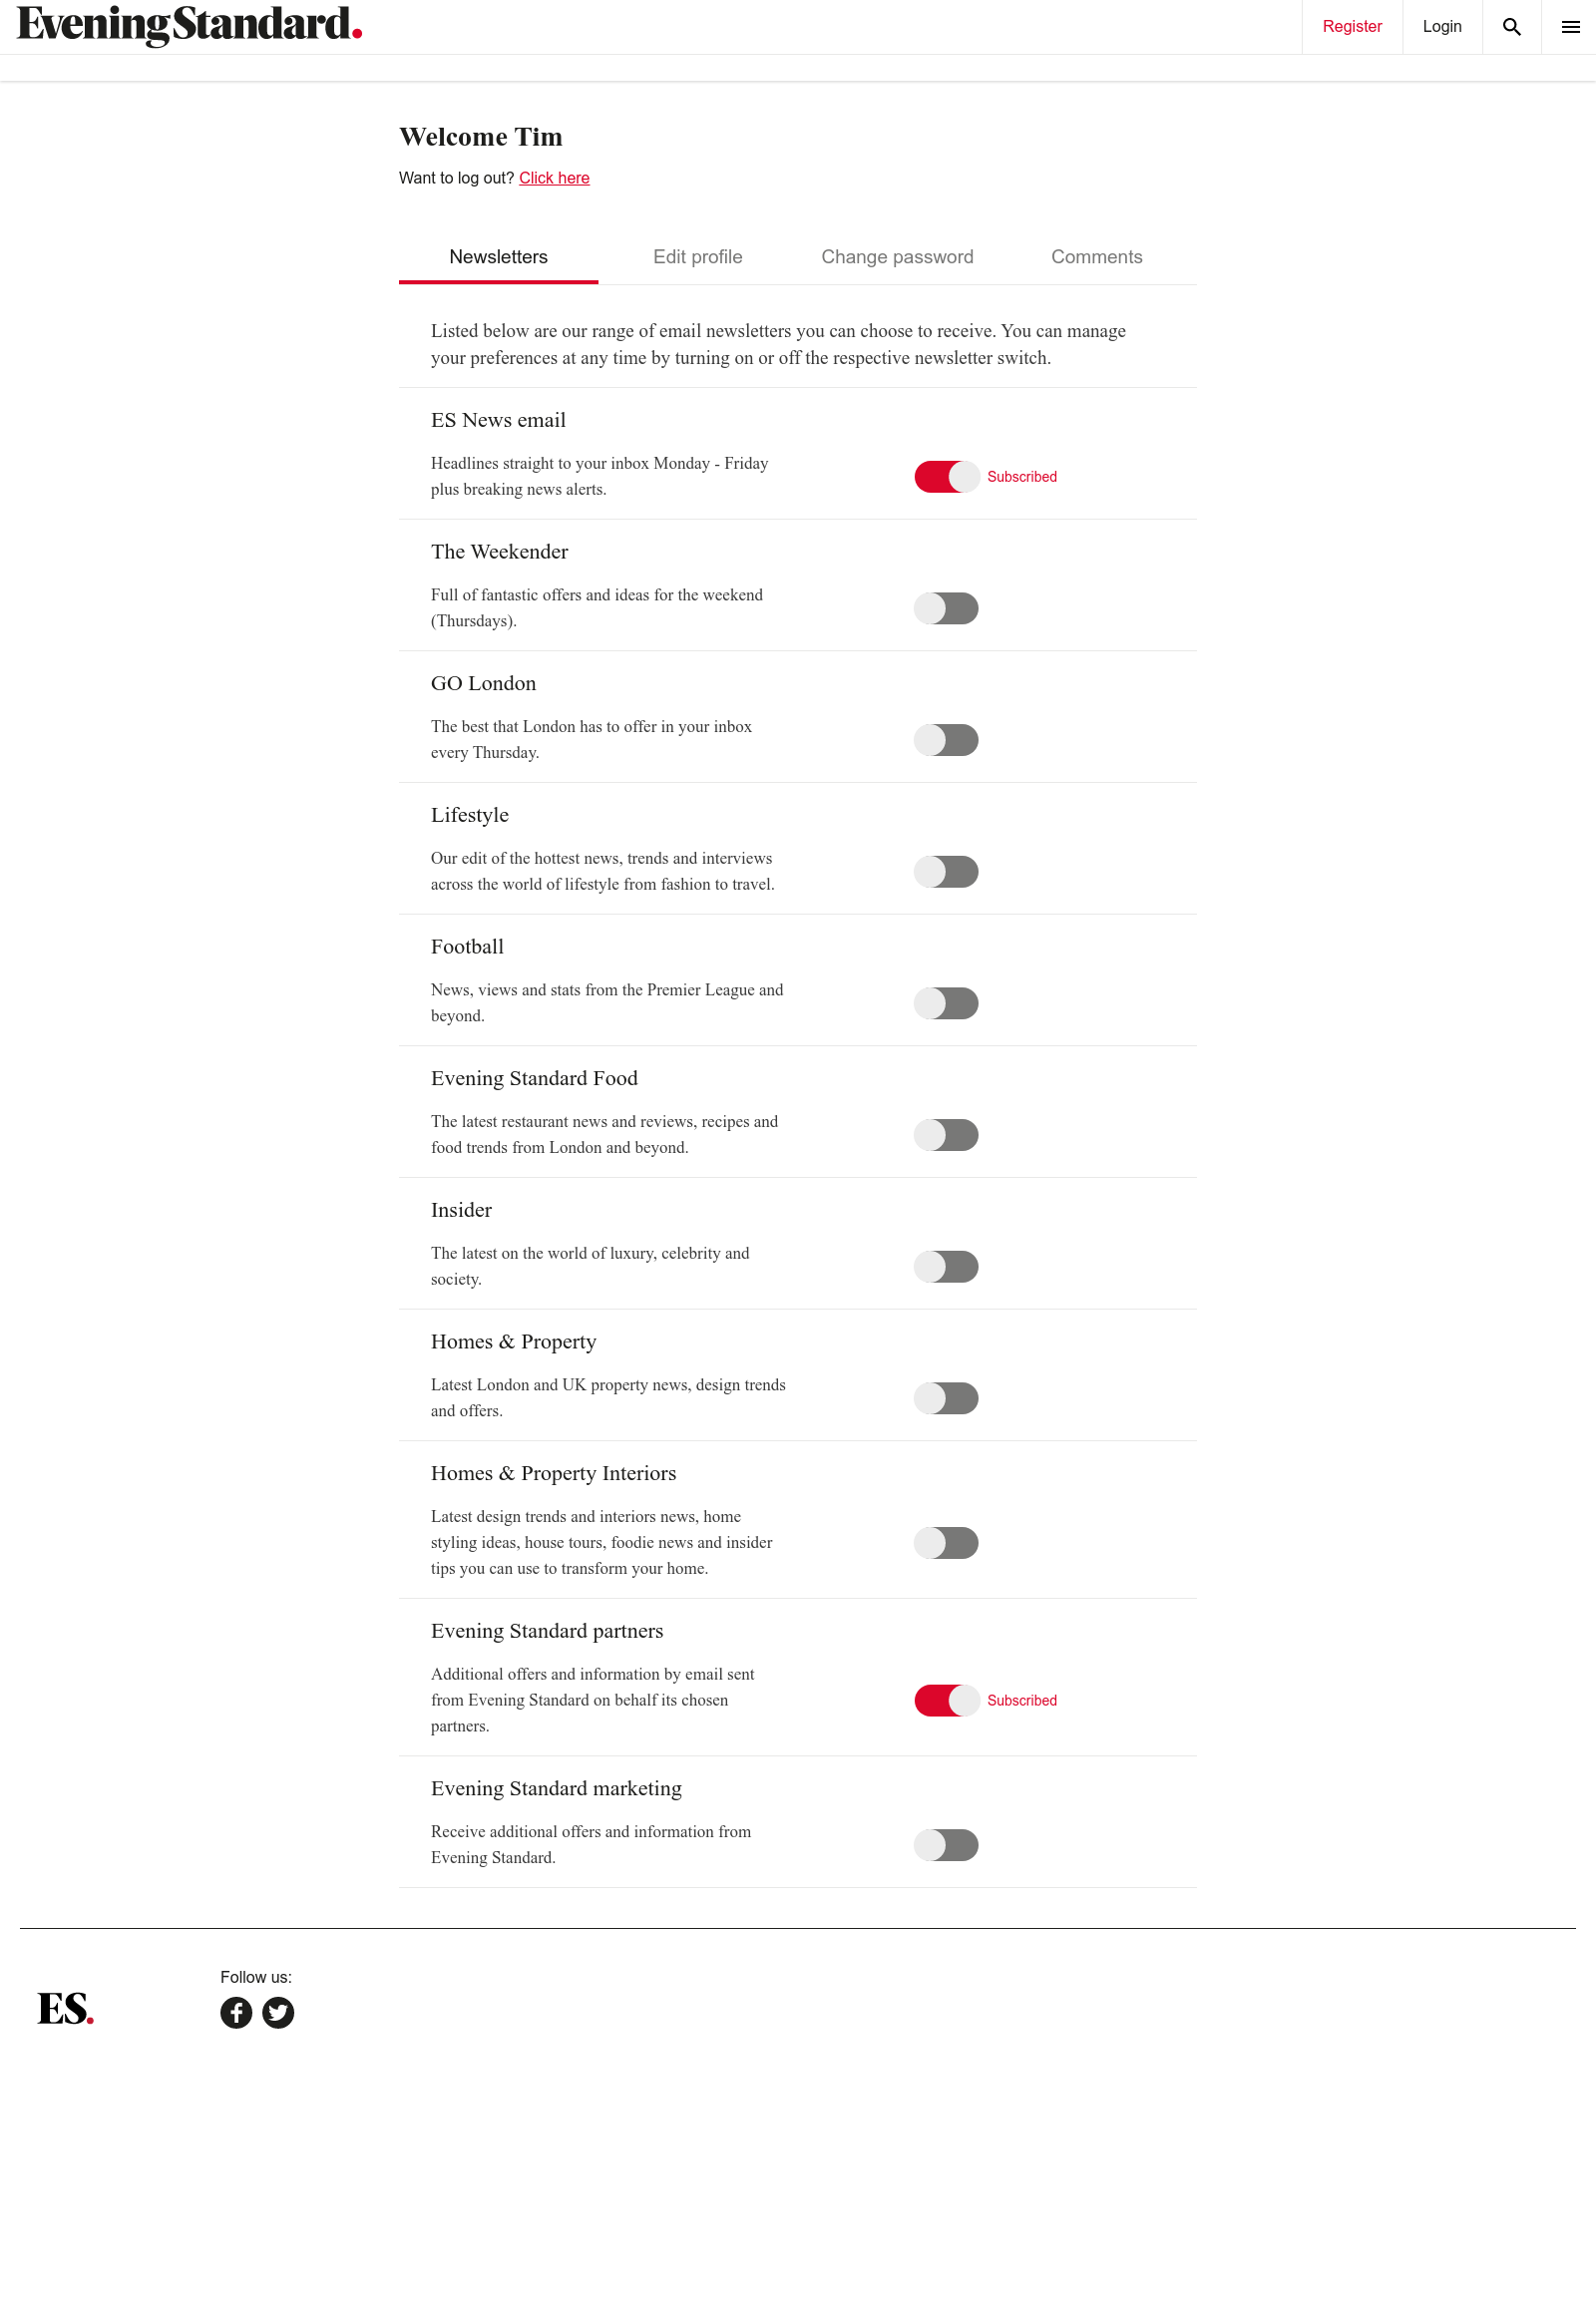 Evening Standard.
Register
Login
Welcome Tim
Want to log out? Click here
Newsletters
Edit profile
Change password
Comments
Listed below are our range of email newsletters you can choose to receive. You can manage
your preferences at any time by turning on or off the respective newsletter switch.
ES News email
Headlines straight to your inbox Monday - Friday
plus breaking news alerts.
Subscribed
The Weekender
Full of fantastic offers and ideas for the weekend
(Thursdays).
GO London
The best that London has to offer in your inbox
every Thursday.
Lifestyle
Our edit of the hottest news, trends and interviews
across the world of lifestyle from fashion to travel.
Football
News, views and stats from the Premier League and
beyond.
Evening Standard Food
The latest restaurant news and reviews, recipes and
food trends from London and beyond.
Insider
The latest on the world of luxury, celebrity and
society.
Homes & Property
Latest London and UK property news, design trends
and offers.
Homes & Property Interiors
Latest design trends and interiors news, home
styling ideas, house tours, foodie news and insider
tips you can use to transform your home.
Evening Standard partners
Additional offers and information by email sent
from Evening Standard on behalf its chosen
partners.
Subscribed
Evening Standard marketing
Receive additional offers and information from
Evening Standard.
ES.
Follow us: